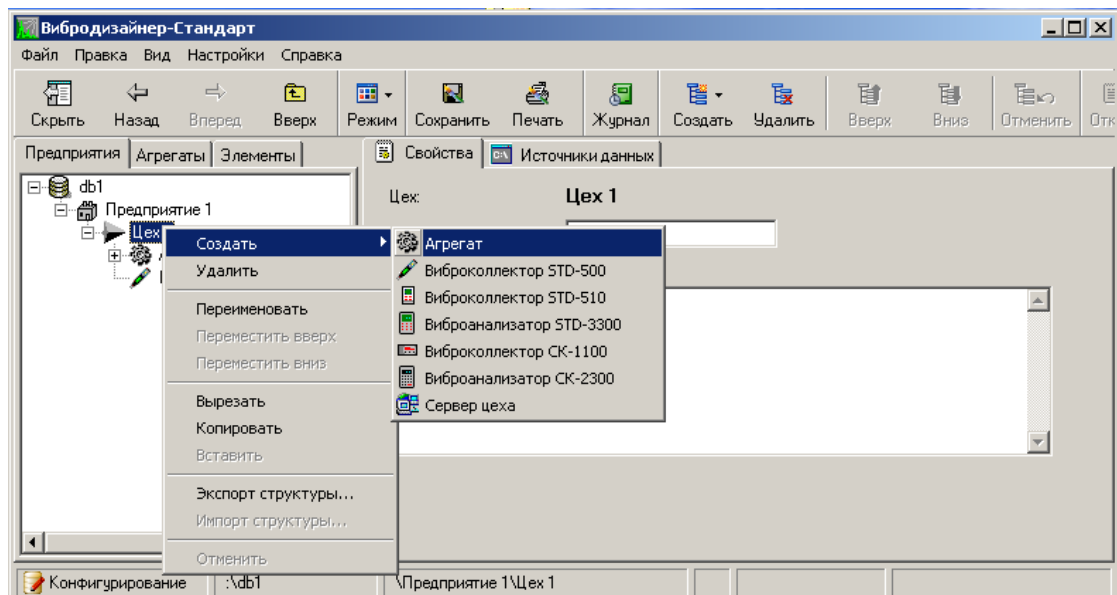 Вибродизайнер-Стандарт
Файл Правка Вид Настройки Справка
Скрыть Назад Вперед Вверх Режим Сохранить Печать Журнал Создать Удалить Вверх Вниз Отменить Отк
Предприятия Агрегаты Элементы Свойства Источники данных
db1
Предприятие 1
Цех
Цех: Цех 1
Создать
Удалить
Переименовать
Переместить вверх
Переместить вниз
Вырезать
Копировать
Вставить
Экспорт структуры...
Импорт структуры...
Отменить
Агрегат
Виброколлектор STD-500
Виброколлектор STD-510
Виброанализатор STD-3300
Виброколлектор СК-1100
Виброанализатор СК-2300
Сервер цеха
Конфигурирование :\db1 \Предприятие 1\Цех 1